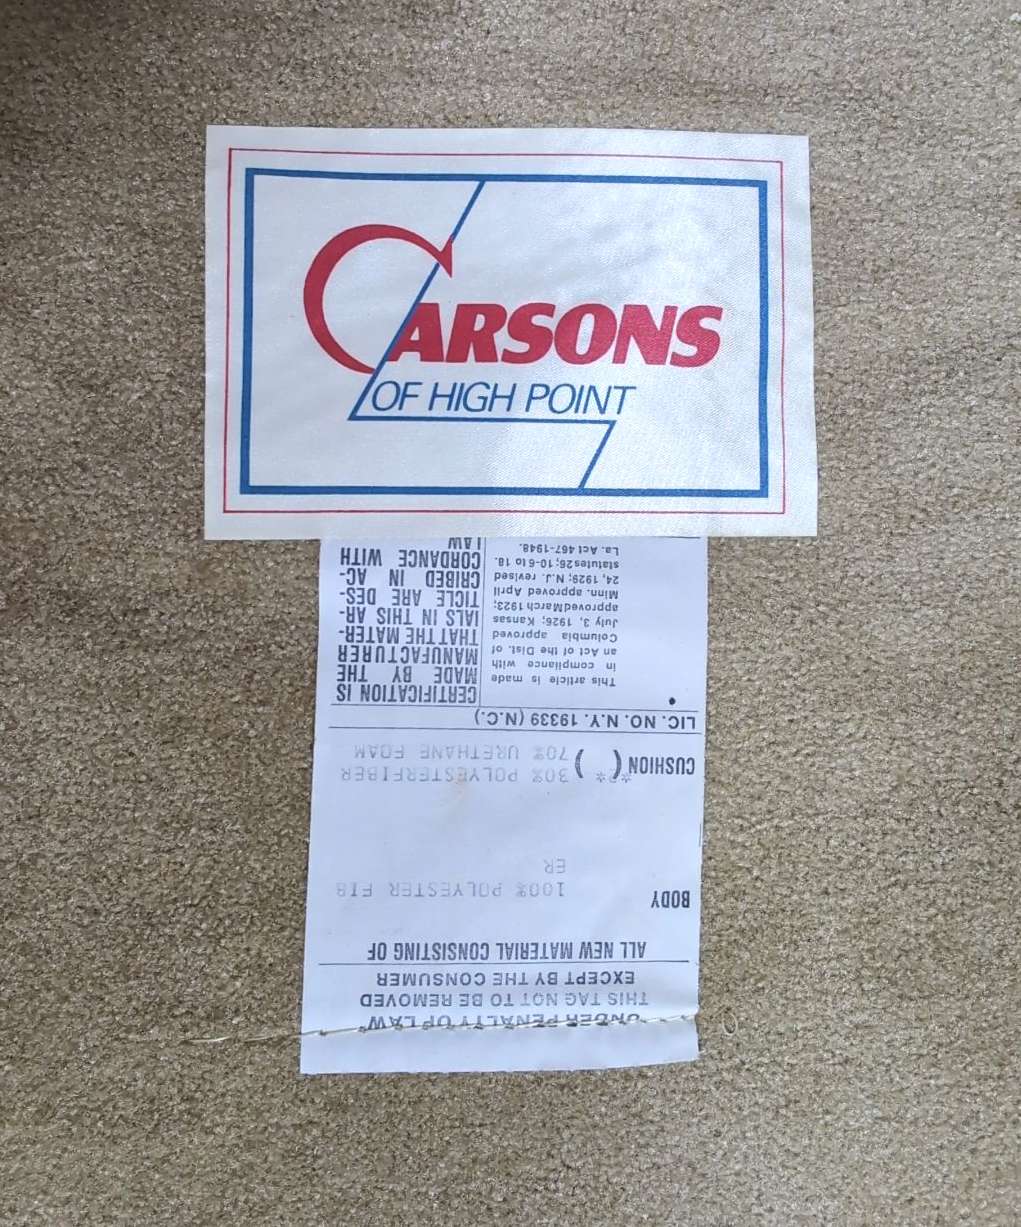 CARSONS
OF HIGH POINT
UNDER PENALTY OF LAW
THIS TAG NOT TO BE REMOVED
EXCEPT BY THE CONSUMER
ALL NEW MATERIAL CONSISTING OF
BODY
100% POLYESTER FIB
ER
CUSHION ( )
30% POLYESTERFIBER
70% URETHANE FOAM
LIC. NO. N.Y. 19339 (N.C.)
This article is made
in compliance with
an Act of the Dist. of
Columbia approved
July 3, 1926; Kansas
approvedMarch 1923;
Minn. approved April
24, 1929; N.J. revised
statutes26:10-6 to 18.
La. Act 467-1948.
CERTIFICATION IS
MADE BY THE
MANUFACTURER
THAT THE MATER-
IALS IN THIS AR-
TICLE ARE DES-
CRIBED IN AC-
CORDANCE WITH
LAW